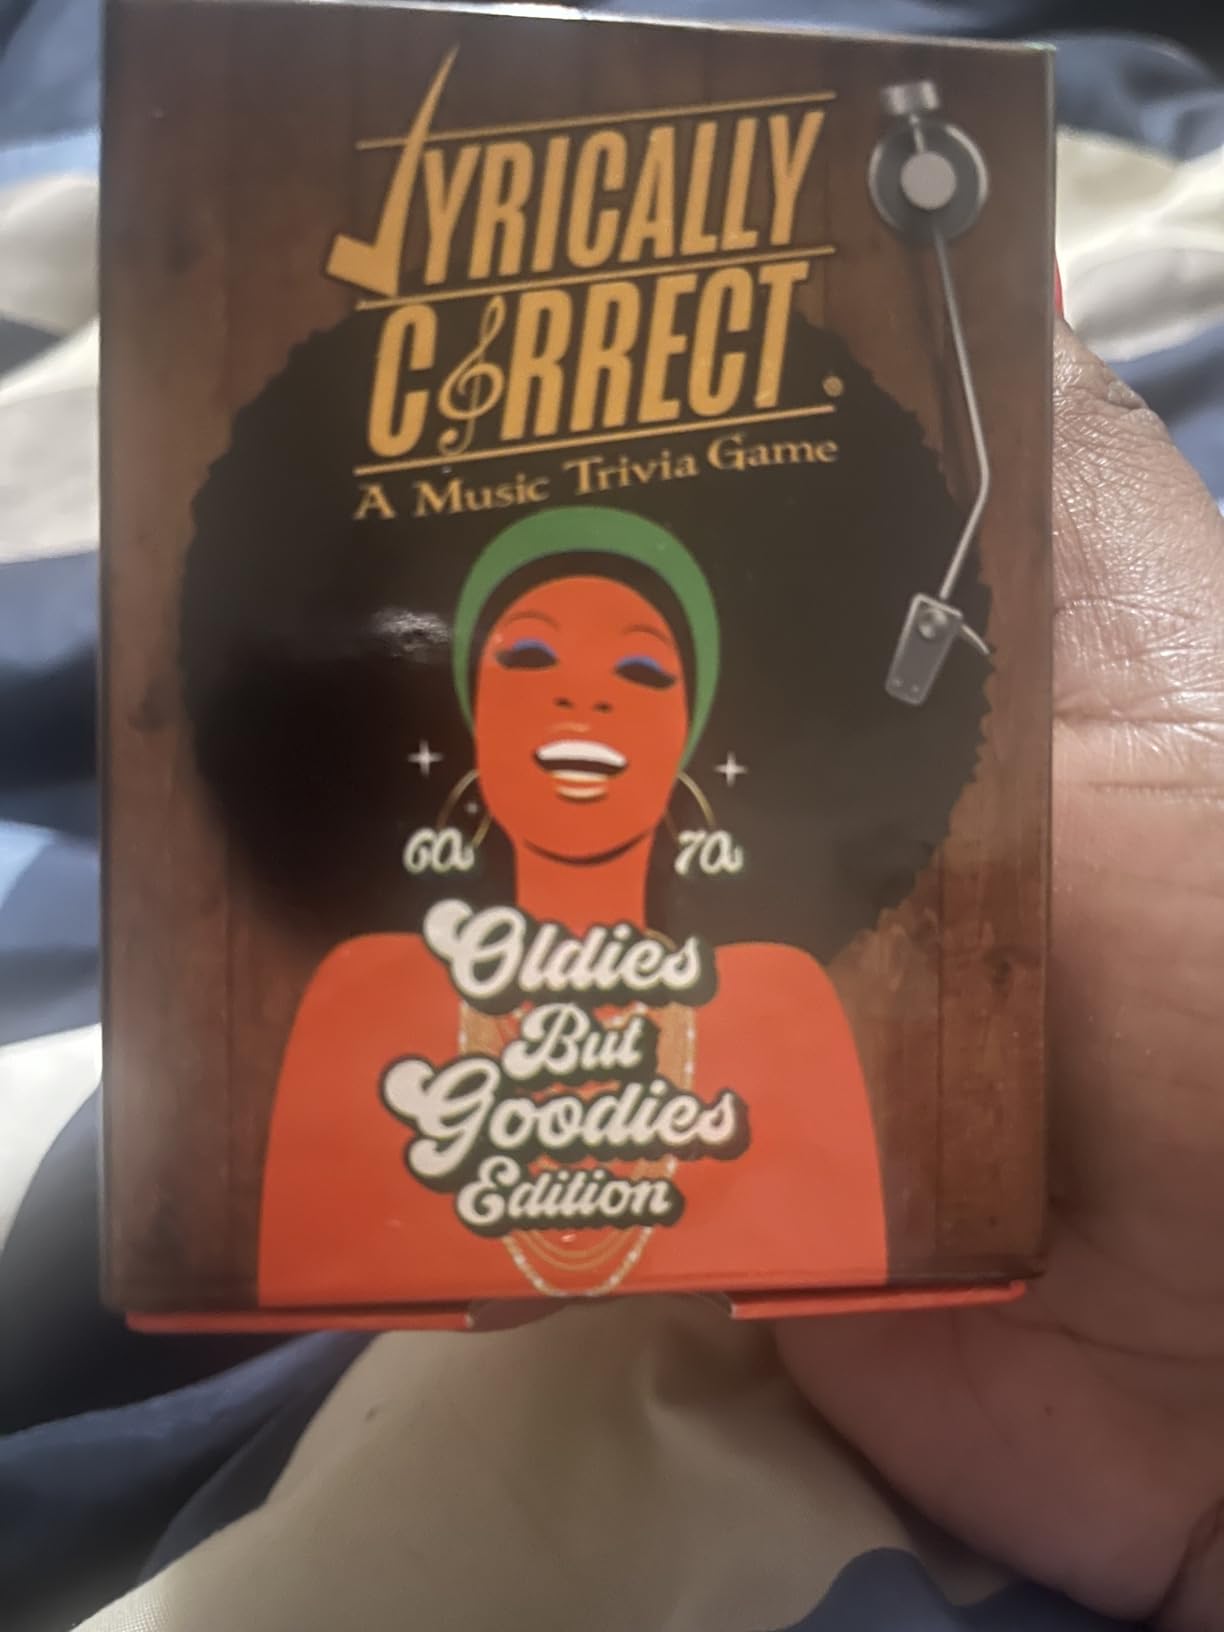 LYRICALLY
CORRECT®
A Music Trivia Game
60s 70s
Oldies
But
Goodies
Edition